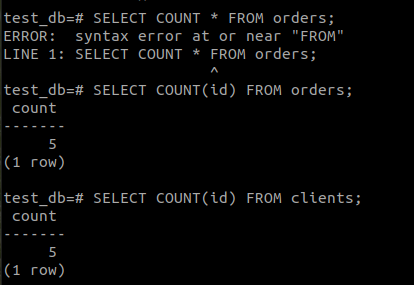 test_db=# SELECT COUNT * FROM orders;
ERROR:  syntax error at or near "FROM"
LINE 1: SELECT COUNT * FROM orders;
                       ^
test_db=# SELECT COUNT(id) FROM orders;
 count
-------
     5
(1 row)

test_db=# SELECT COUNT(id) FROM clients;
 count
-------
     5
(1 row)